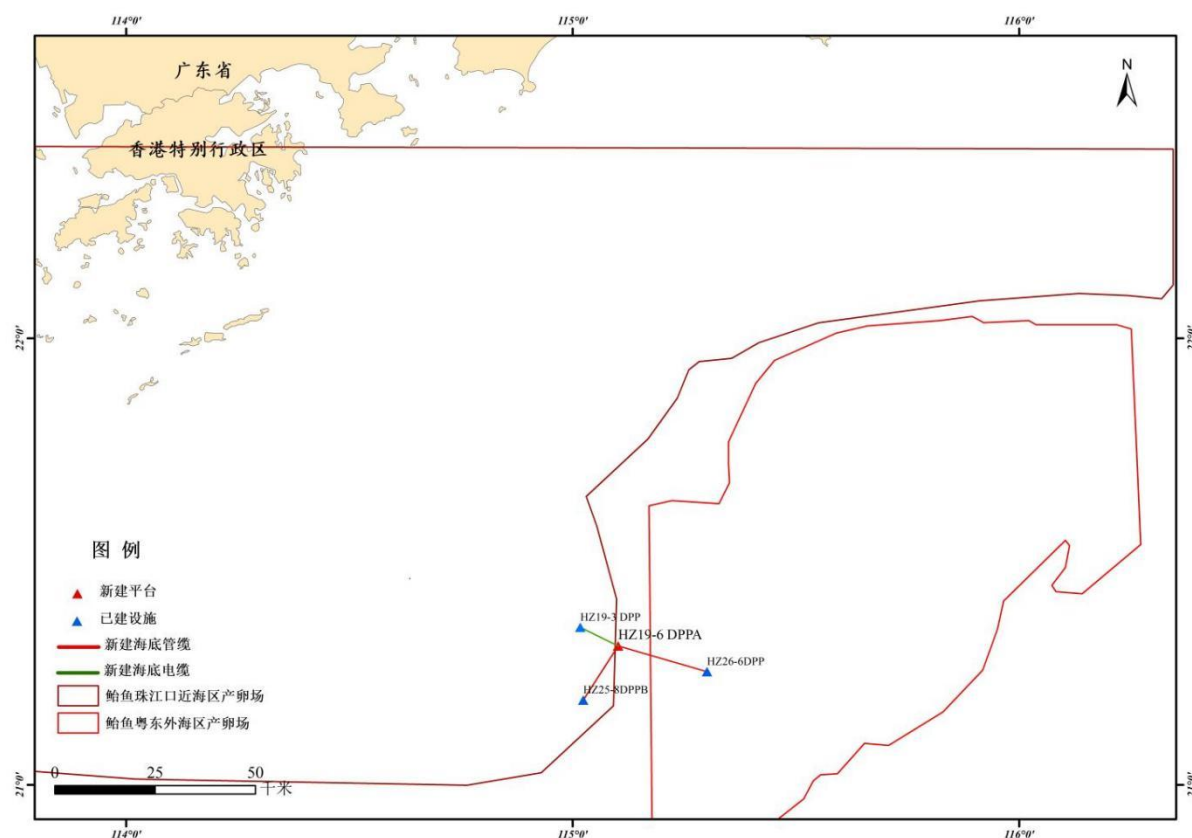 114°0'
115°0'
116°0'
广东省
N
香港特别行政区
22°0'
22°0'
图 例
新建平台
已建设施
新建海底管缆
新建海底电缆
鲐鱼珠江口近海区产卵场
鲐鱼粤东外海区产卵场
HZ19-3 DPP
HZ19-6 DPPA
HZ26-6DPP
HZ25-8DPPB
0
25
50
千米
21°0'
21°0'
114°0'
115°0'
116°0'